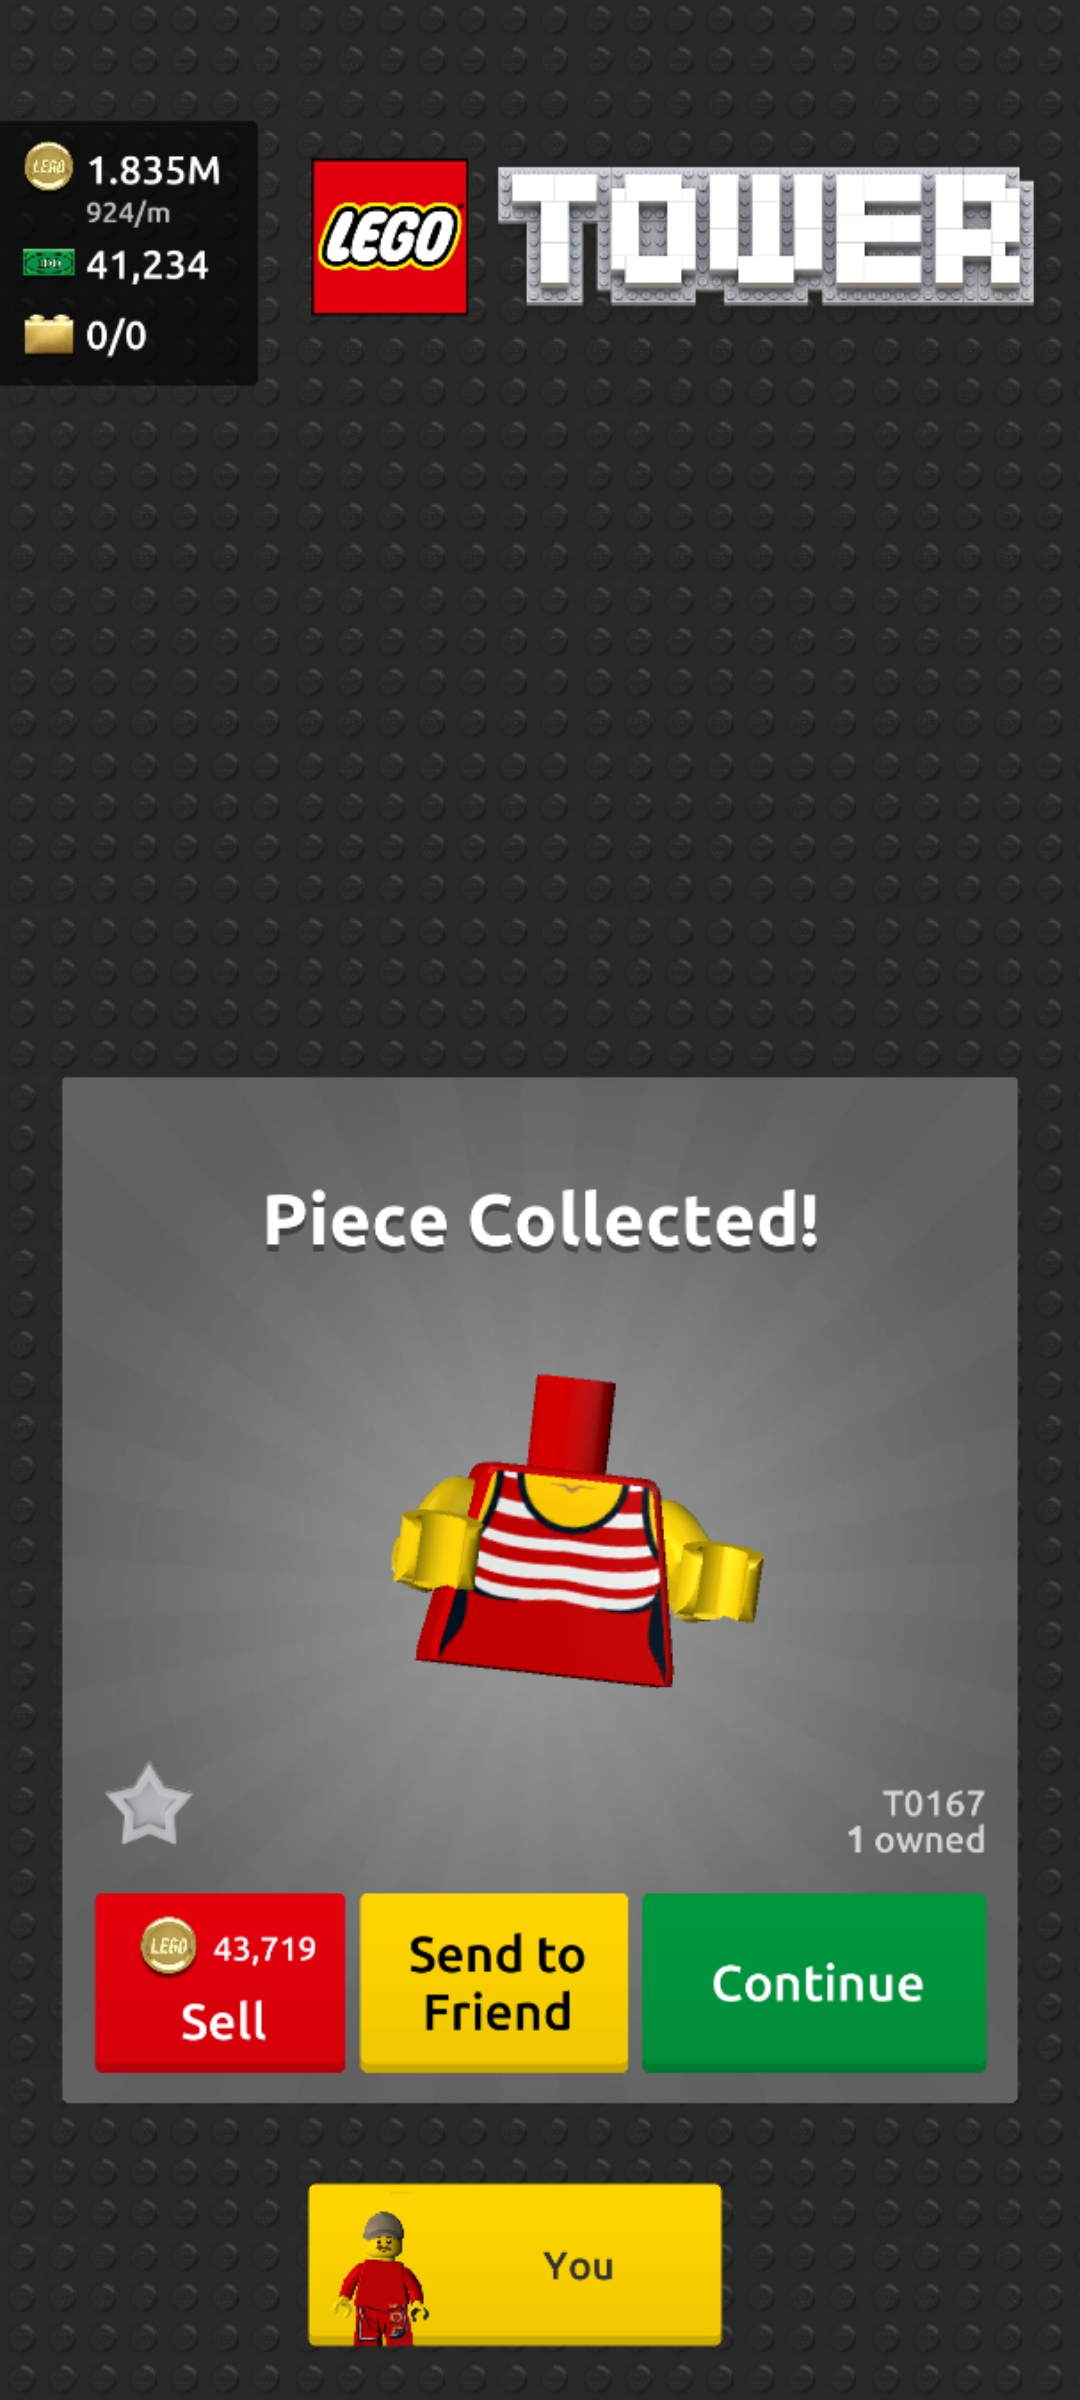 LEGO
1.835M
924/m
41,234
0/0
LEGO
TOWER
Piece Collected!
T0167
1 owned
LEGO
43,719
Sell
Send to
Friend
Continue
You